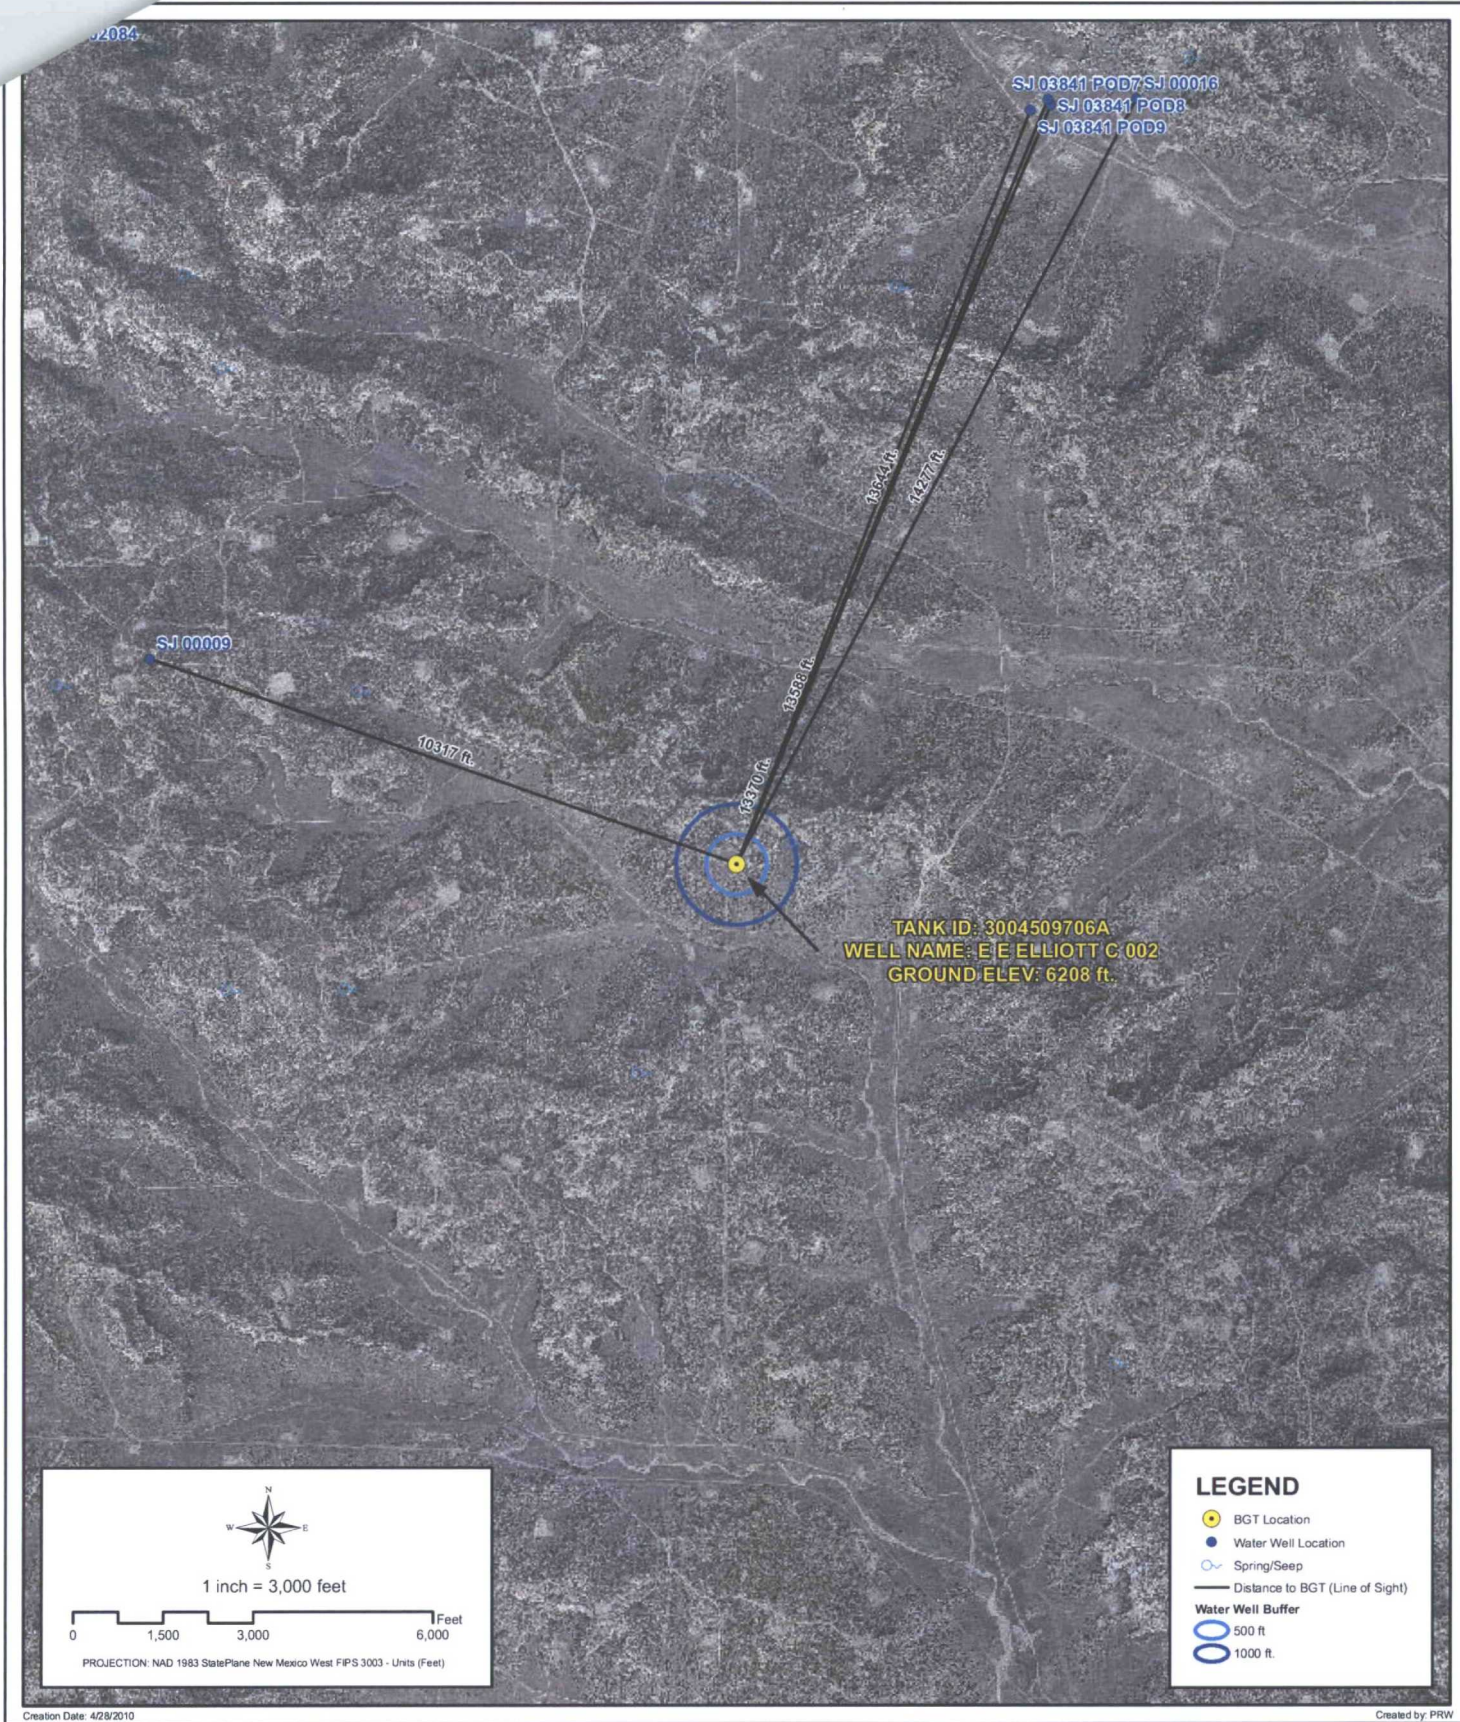 02084
SJ 03841 POD7 SJ 00016
SJ 03841 POD8
SJ 03841 POD9
13644 ft.
14277 ft.
SJ 00009
13588 ft.
10317 ft.
13370 ft.
TANK ID: 3004509706A
WELL NAME: E E ELLIOTT C 002
GROUND ELEV: 6208 ft.
N
W E
S
1 inch = 3,000 feet
Feet
0 1,500 3,000 6,000
PROJECTION: NAD 1983 StatePlane New Mexico West FIPS 3003 - Units (Feet)
LEGEND
BGT Location
Water Well Location
Spring/Seep
Distance to BGT (Line of Sight)
Water Well Buffer
500 ft
1000 ft.
Creation Date: 4/28/2010
Created by: PRW